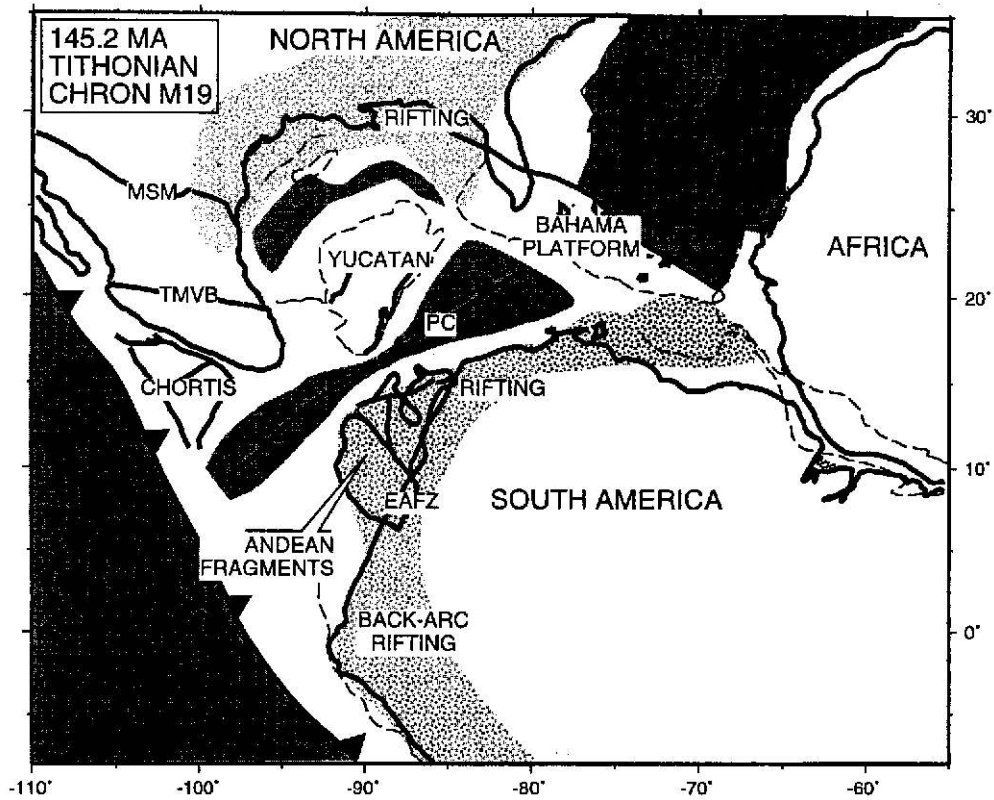 145.2 MA
TITHONIAN
CHRON M19
NORTH AMERICA
RIFTING
30°
MSM
BAHAMA
PLATFORM
AFRICA
YUCATAN
TMVB
20°
PC
CHORTIS
RIFTING
10°
EAFZ
SOUTH AMERICA
ANDEAN
FRAGMENTS
BACK-ARC
RIFTING
0°
-110°
-100°
-90°
-80°
-70°
-60°